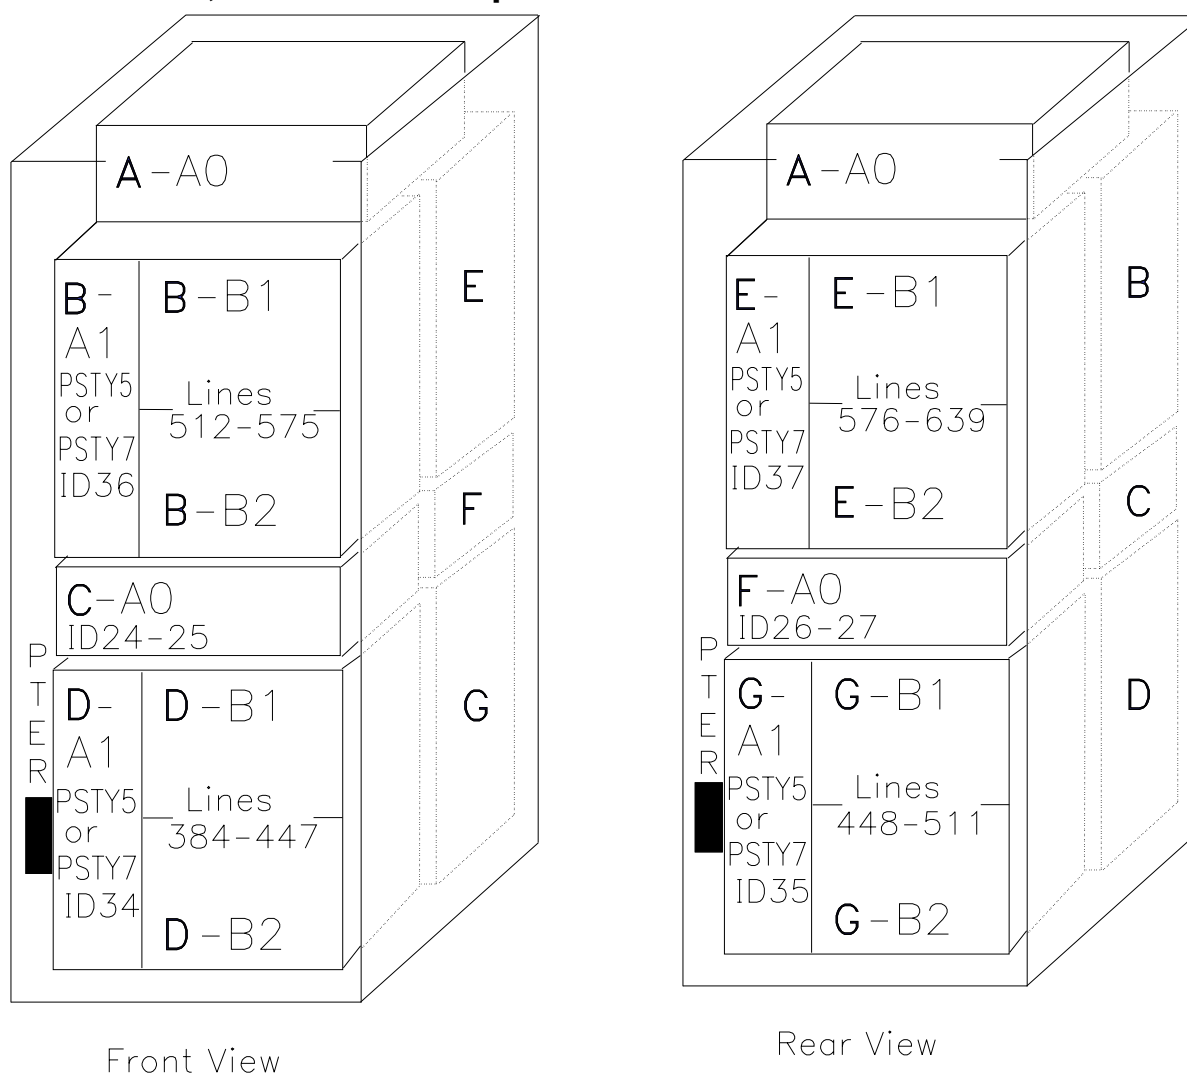 A-A0
B-
A1
PSTY5
or
PSTY7
ID36
B-B1
Lines
512-575
B-B2
E
F
C-A0
ID24-25
PTER
D-
A1
PSTY5
or
PSTY7
ID34
D-B1
Lines
384-447
D-B2
G
Front View
A-A0
E-
A1
PSTY5
or
PSTY7
ID37
E-B1
Lines
576-639
E-B2
B
C
F-A0
ID26-27
PTER
G-
A1
PSTY5
or
PSTY7
ID35
G-B1
Lines
448-511
G-B2
D
Rear View